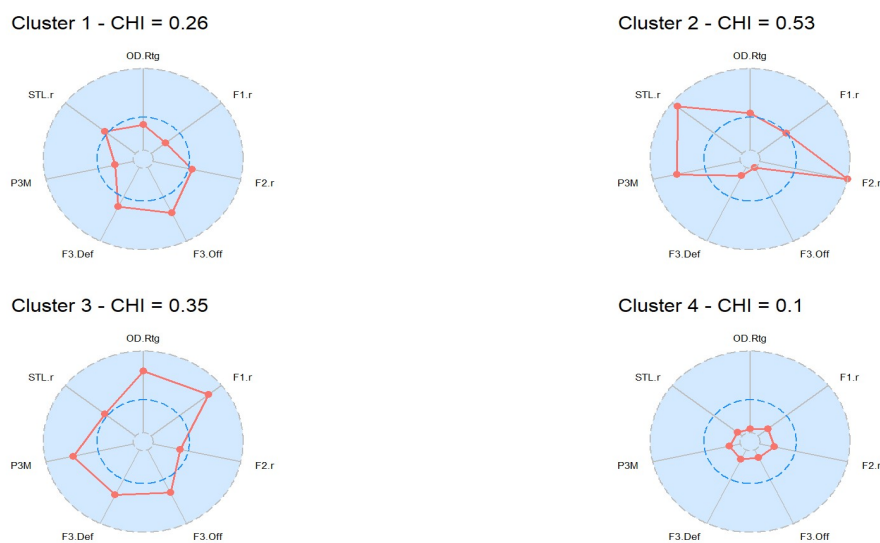 Cluster 1 - CHI = 0.26
OD.Rtg
STL.r
F1.r
P3M
F2.r
F3.Def
F3.Off
Cluster 2 - CHI = 0.53
OD.Rtg
STL.r
F1.r
P3M
F2.r
F3.Def
F3.Off
Cluster 3 - CHI = 0.35
OD.Rtg
STL.r
F1.r
P3M
F2.r
F3.Def
F3.Off
Cluster 4 - CHI = 0.1
OD.Rtg
STL.r
F1.r
P3M
F2.r
F3.Def
F3.Off